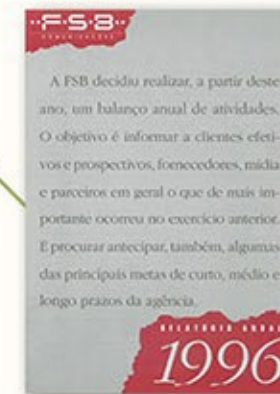 ··F·S·B··
COMUNICAÇÕES
A FSB decidiu realizar, a partir deste
ano, um balanço anual de atividades.
O objetivo é informar a clientes efeti-
vos e prospectivos, fornecedores, mídia
e parceiros em geral o que de mais im-
portante ocorreu no exercício anterior.
É procurar antecipar, também, algumas
das principais metas de curto, médio e
longo prazos da agência.
RELATÓRIO ANUAL
1996